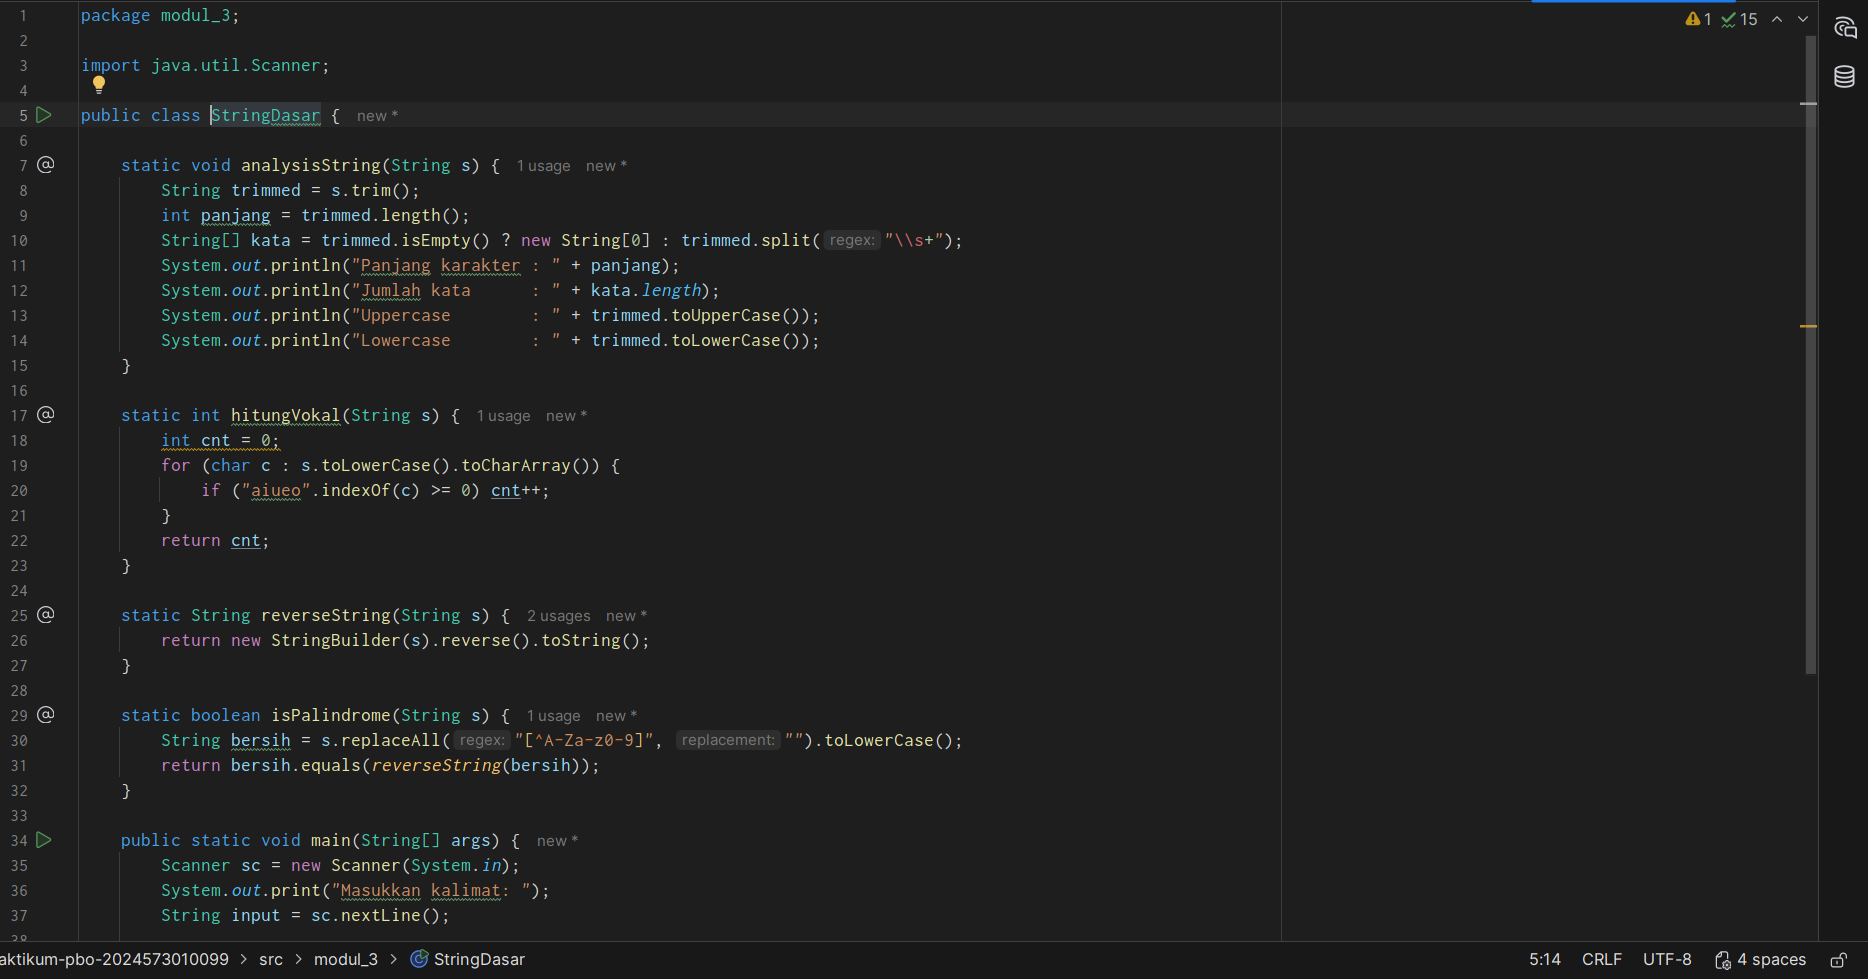 ⚠ 1 ✓ 15
1 package modul_3;
2
3 import java.util.Scanner;
4
5 public class StringDasar { new *
6
7 @ static void analysisString(String s) { 1 usage new *
8 String trimmed = s.trim();
9 int panjang = trimmed.length();
10 String[] kata = trimmed.isEmpty() ? new String[0] : trimmed.split( regex: "\\s+");
11 System.out.println("Panjang karakter : " + panjang);
12 System.out.println("Jumlah kata      : " + kata.length);
13 System.out.println("Uppercase        : " + trimmed.toUpperCase());
14 System.out.println("Lowercase        : " + trimmed.toLowerCase());
15 }
16
17 @ static int hitungVokal(String s) { 1 usage new *
18 int cnt = 0;
19 for (char c : s.toLowerCase().toCharArray()) {
20 if ("aiueo".indexOf(c) >= 0) cnt++;
21 }
22 return cnt;
23 }
24
25 @ static String reverseString(String s) { 2 usages new *
26 return new StringBuilder(s).reverse().toString();
27 }
28
29 @ static boolean isPalindrome(String s) { 1 usage new *
30 String bersih = s.replaceAll( regex: "[^A-Za-z0-9]", replacement: "").toLowerCase();
31 return bersih.equals(reverseString(bersih));
32 }
33
34 public static void main(String[] args) { new *
35 Scanner sc = new Scanner(System.in);
36 System.out.print("Masukkan kalimat: ");
37 String input = sc.nextLine();
38
aktikum-pbo-2024573010099 > src > modul_3 > StringDasar 5:14 CRLF UTF-8 4 spaces